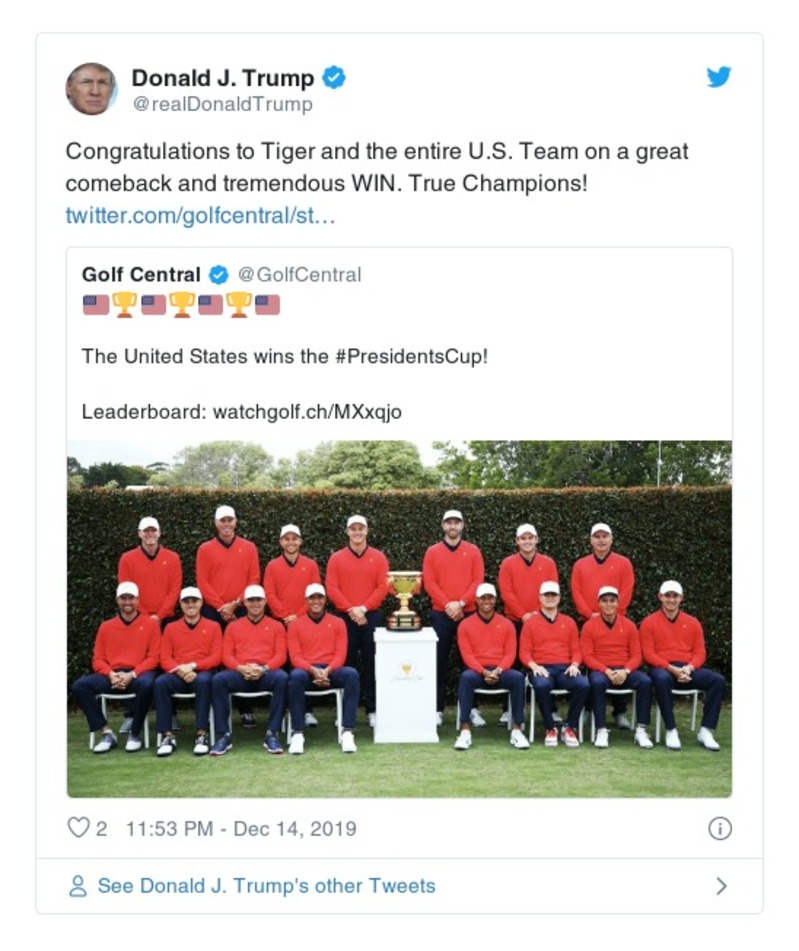 Donald J. Trump
@realDonaldTrump
Congratulations to Tiger and the entire U.S. Team on a great
comeback and tremendous WIN. True Champions!
twitter.com/golfcentral/st…
Golf Central @GolfCentral
🇺🇸🏆🇺🇸🏆🇺🇸🏆🇺🇸
The United States wins the #PresidentsCup!
Leaderboard: watchgolf.ch/MXxqjo
2 11:53 PM - Dec 14, 2019
See Donald J. Trump's other Tweets